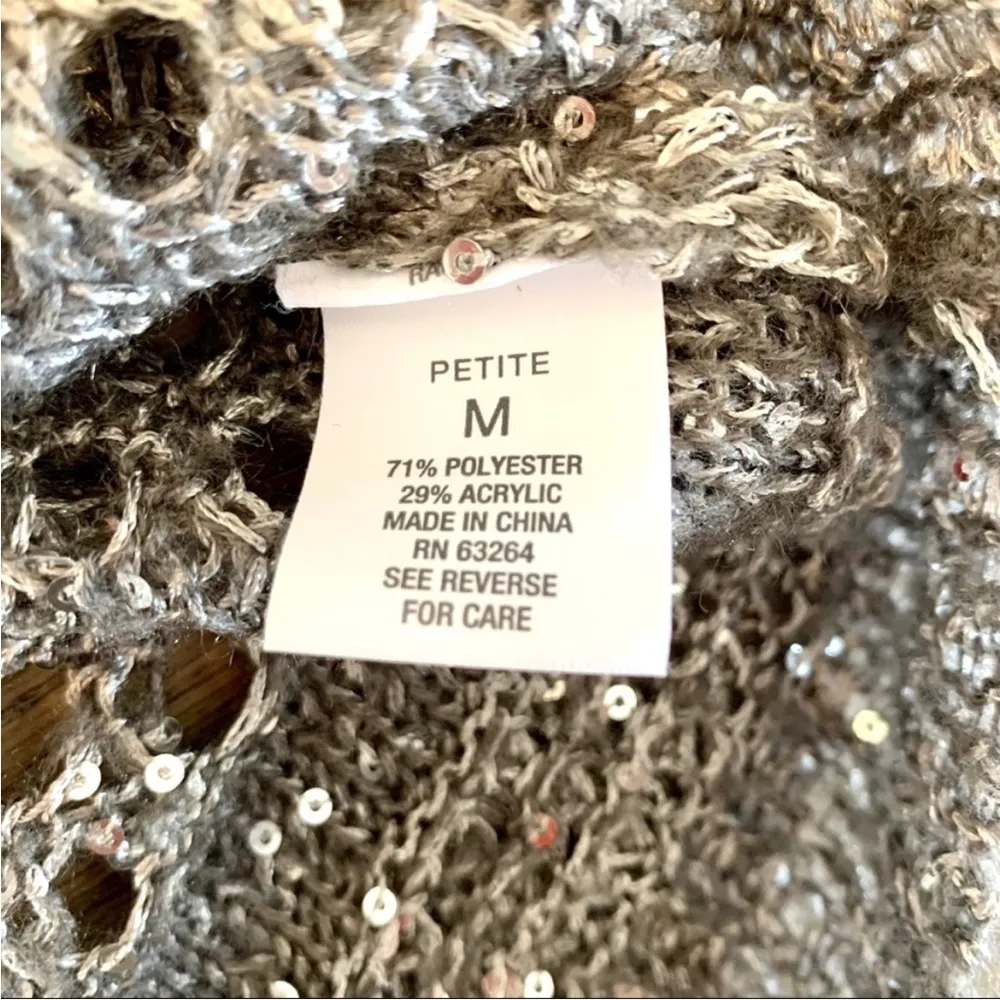 PETITE
M
71% POLYESTER
29% ACRYLIC
MADE IN CHINA
RN 63264
SEE REVERSE
FOR CARE